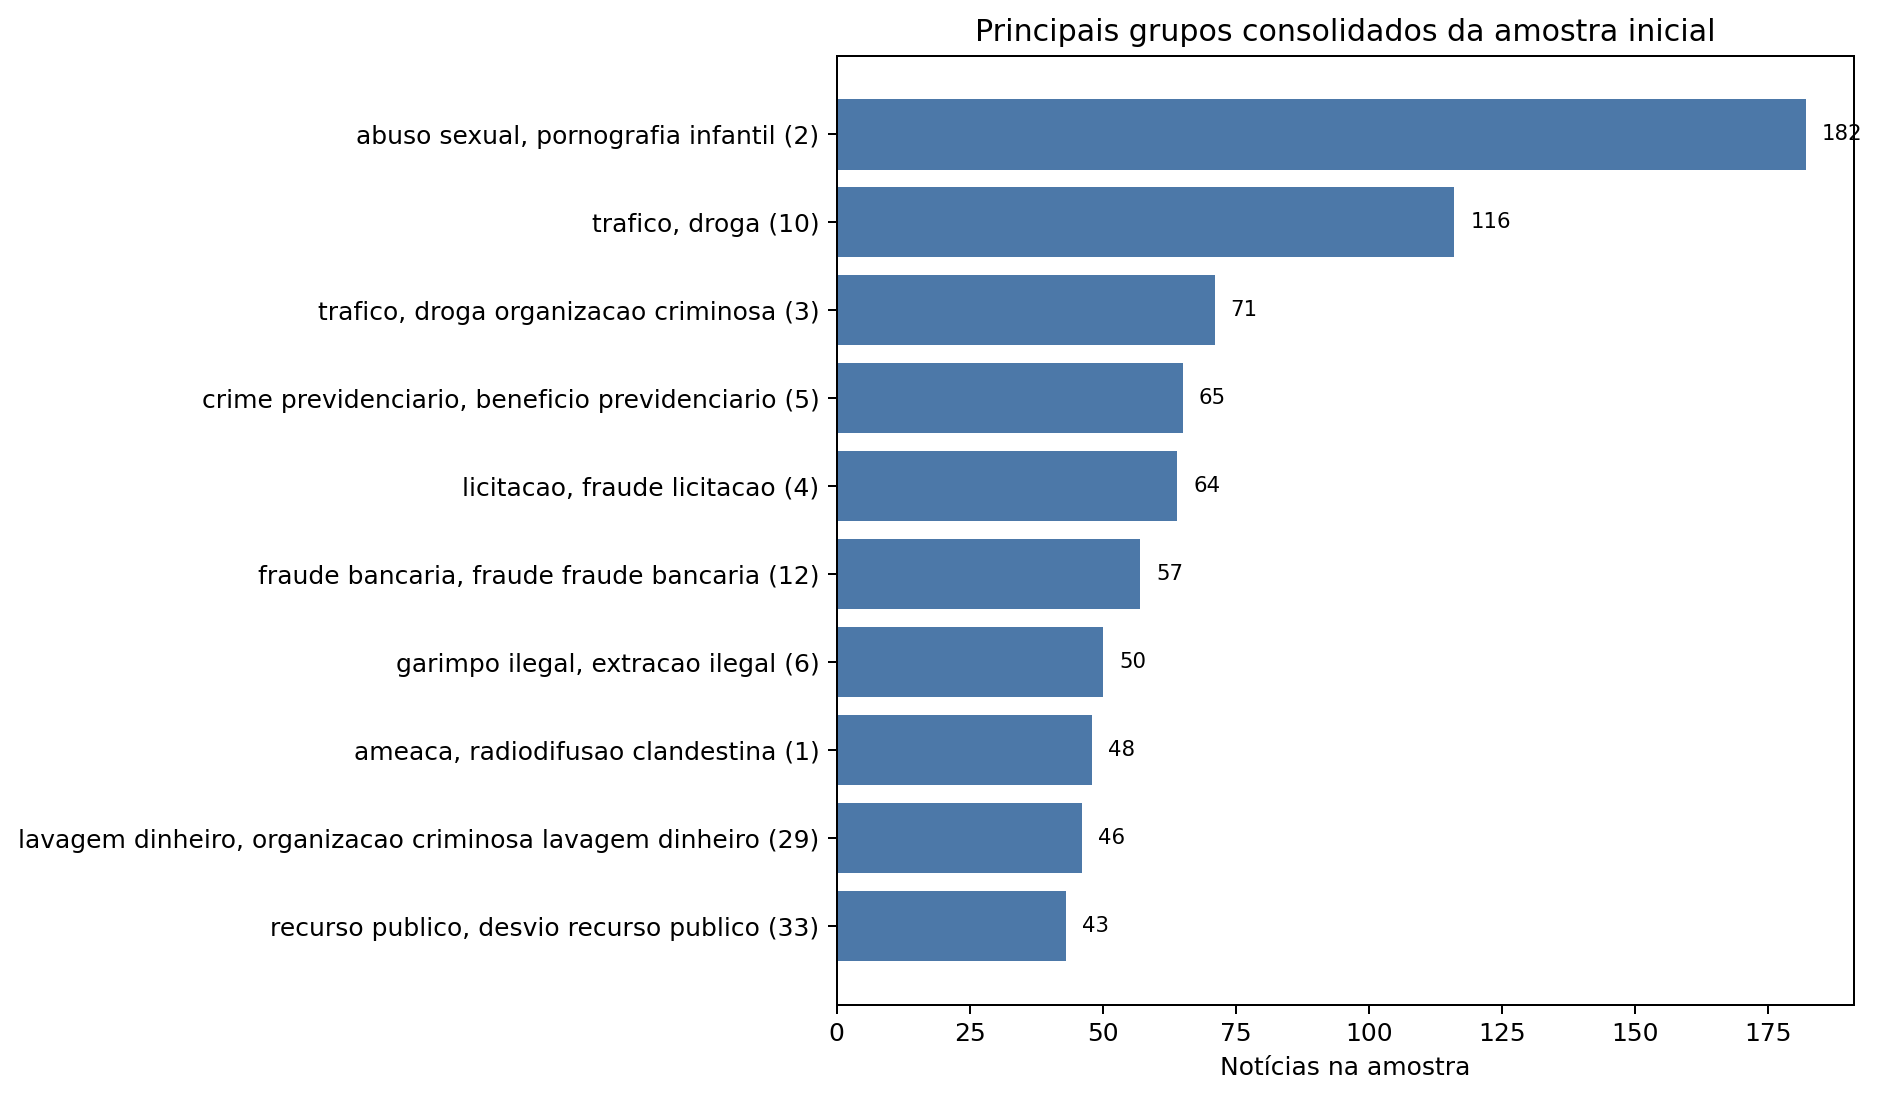 Principais grupos consolidados da amostra inicial
abuso sexual, pornografia infantil (2)
182
trafico, droga (10)
116
trafico, droga organizacao criminosa (3)
71
crime previdenciario, beneficio previdenciario (5)
65
licitacao, fraude licitacao (4)
64
fraude bancaria, fraude fraude bancaria (12)
57
garimpo ilegal, extracao ilegal (6)
50
ameaca, radiodifusao clandestina (1)
48
lavagem dinheiro, organizacao criminosa lavagem dinheiro (29)
46
recurso publico, desvio recurso publico (33)
43
0 25 50 75 100 125 150 175
Notícias na amostra